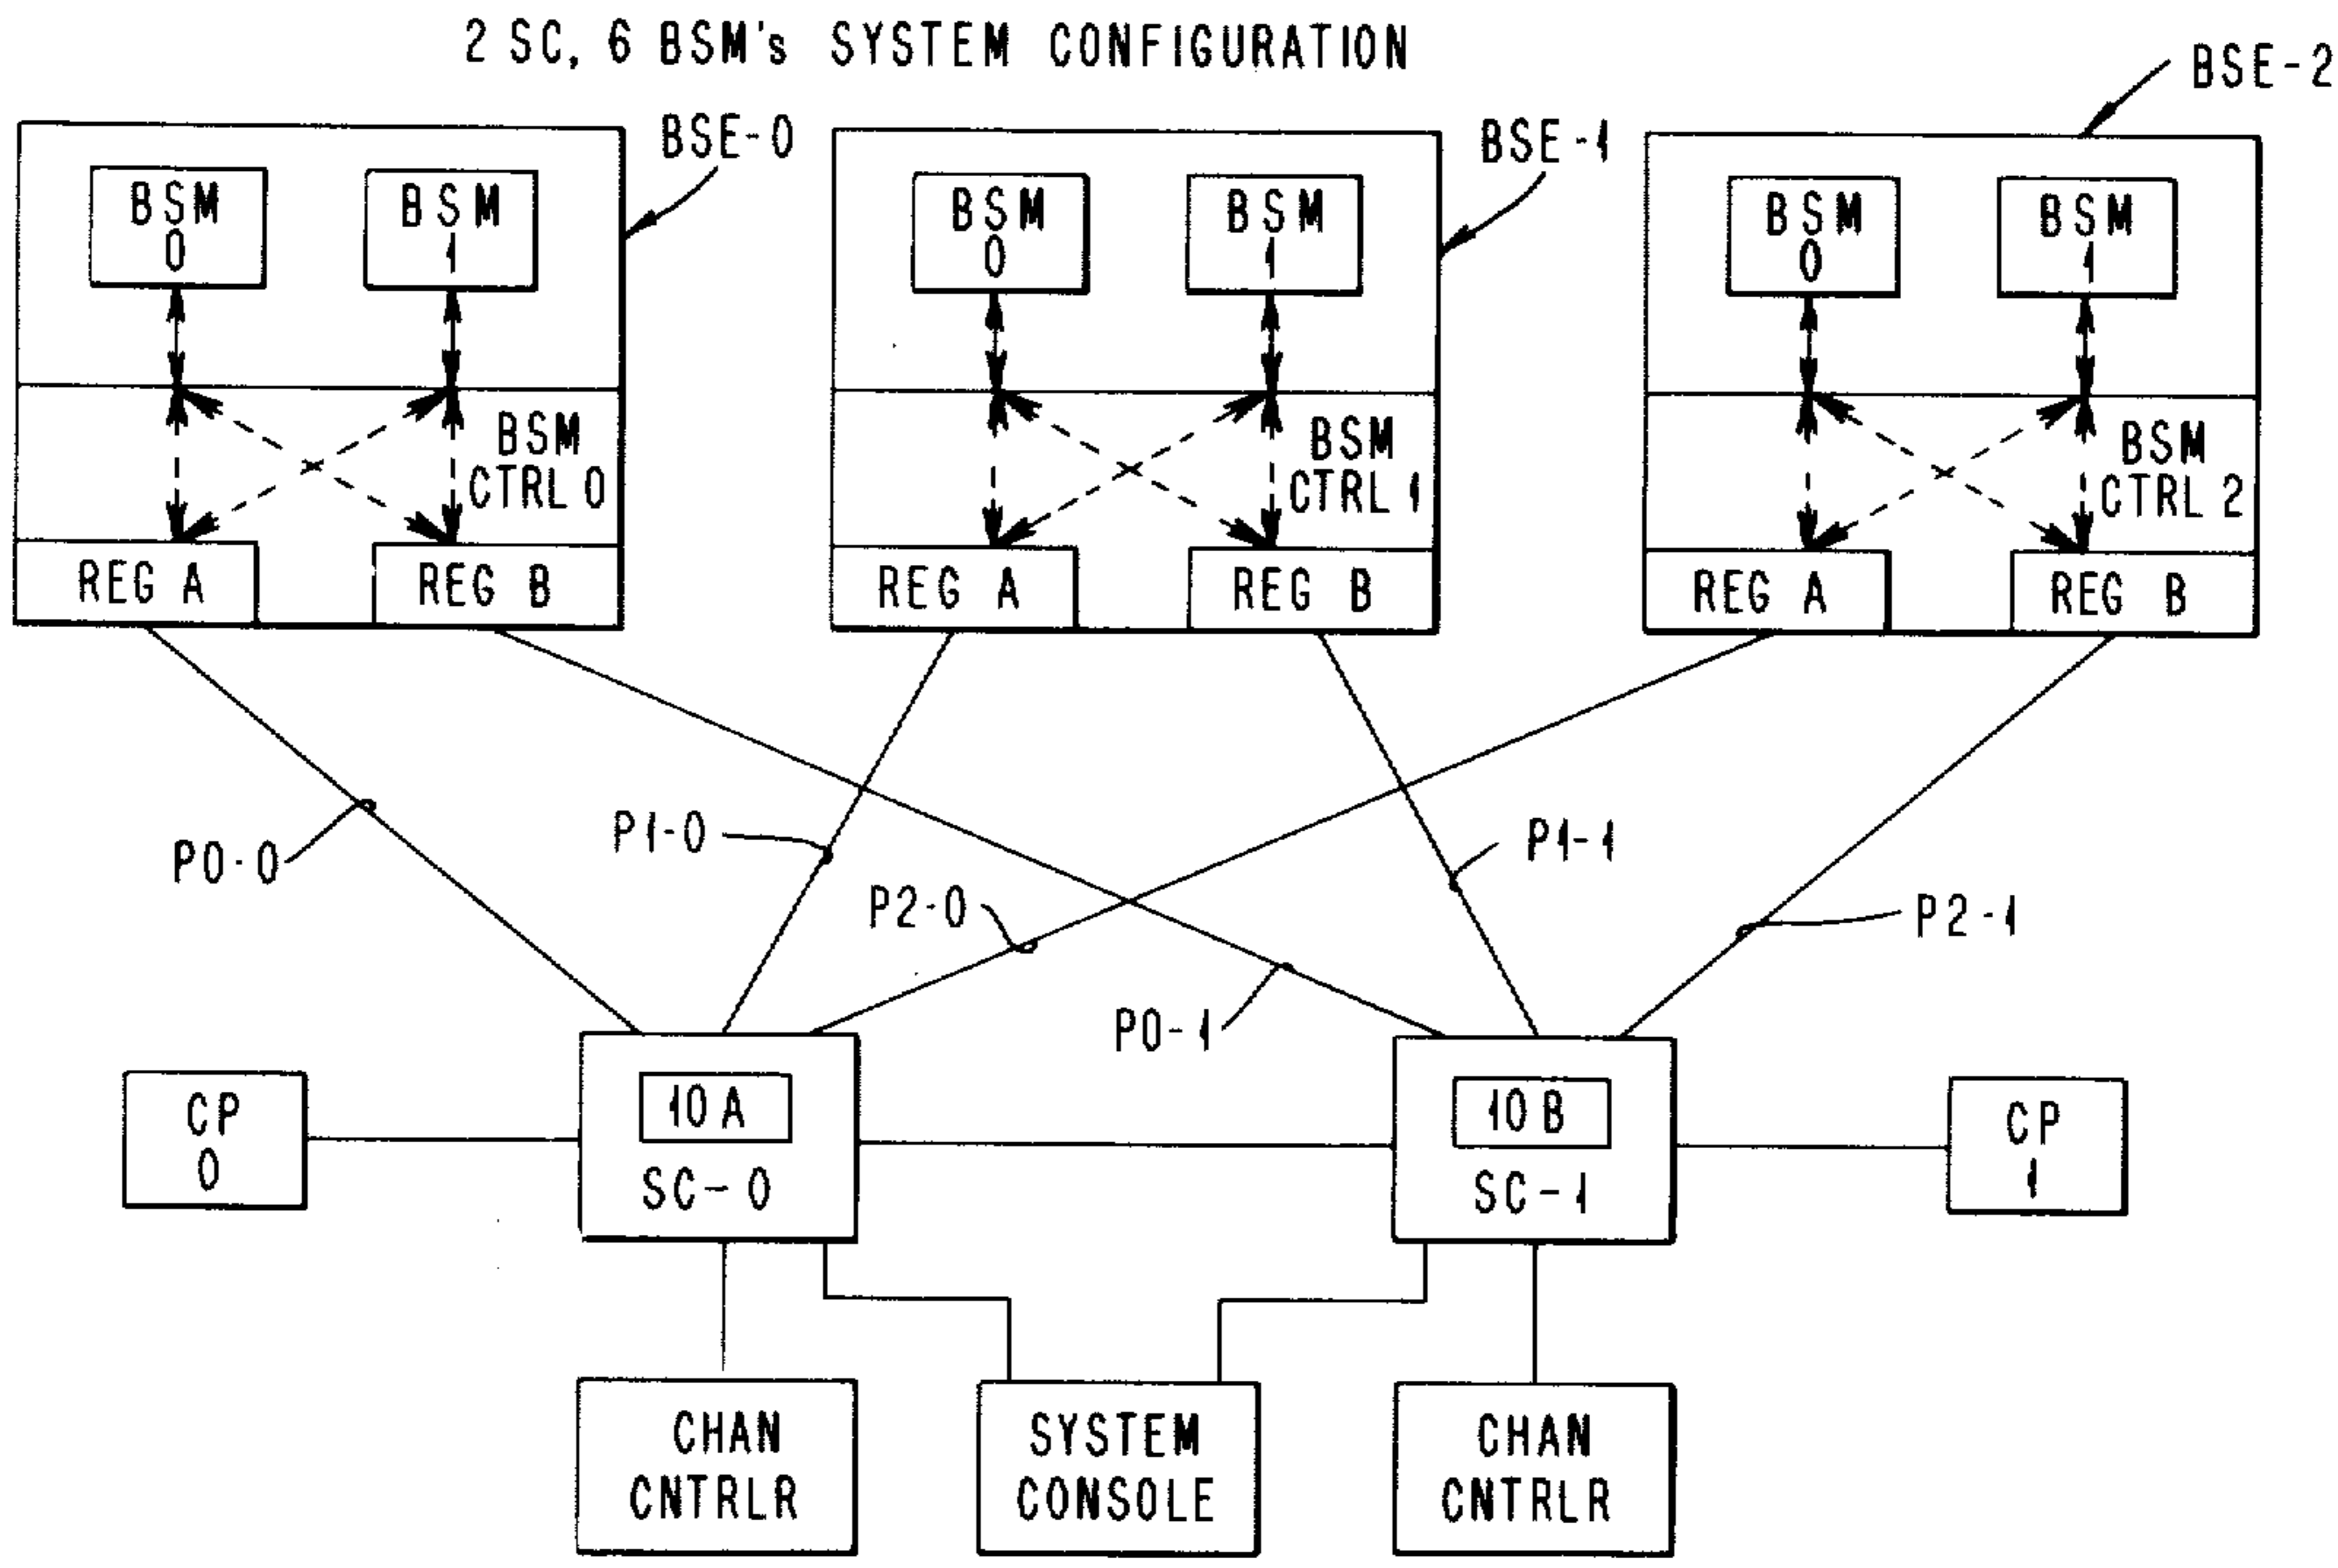 2 SC, 6 BSM's SYSTEM CONFIGURATION
BSE-0
BSE-1
BSE-2
BSM
0
BSM
1
BSM
0
BSM
1
BSM
0
BSM
1
BSM
CTRL 0
BSM
CTRL 1
BSM
CTRL 2
REG A
REG B
REG A
REG B
REG A
REG B
P0-0
P1-0
P2-0
P0-1
P1-1
P2-1
CP
0
10A
SC-0
10B
SC-1
CP
1
CHAN
CNTRLR
SYSTEM
CONSOLE
CHAN
CNTRLR